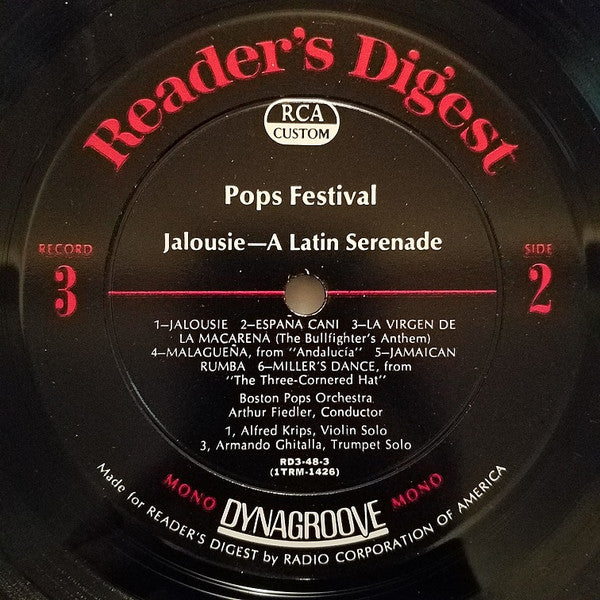 Reader's Digest
RCA
CUSTOM
Pops Festival
Jalousie—A Latin Serenade
RECORD
3
SIDE
2
1—JALOUSIE 2—ESPAÑA CANI 3—LA VIRGEN DE
LA MACARENA (The Bullfighter's Anthem)
4—MALAGUEÑA, from "Andalucía" 5—JAMAICAN
RUMBA 6—MILLER'S DANCE, from
"The Three-Cornered Hat"
Boston Pops Orchestra
Arthur Fiedler, Conductor
1, Alfred Krips, Violin Solo
3, Armando Ghitalla, Trumpet Solo
RD3-48-3
(1TRM-1426)
MONO DYNAGROOVE MONO
Made for READER'S DIGEST by RADIO CORPORATION OF AMERICA